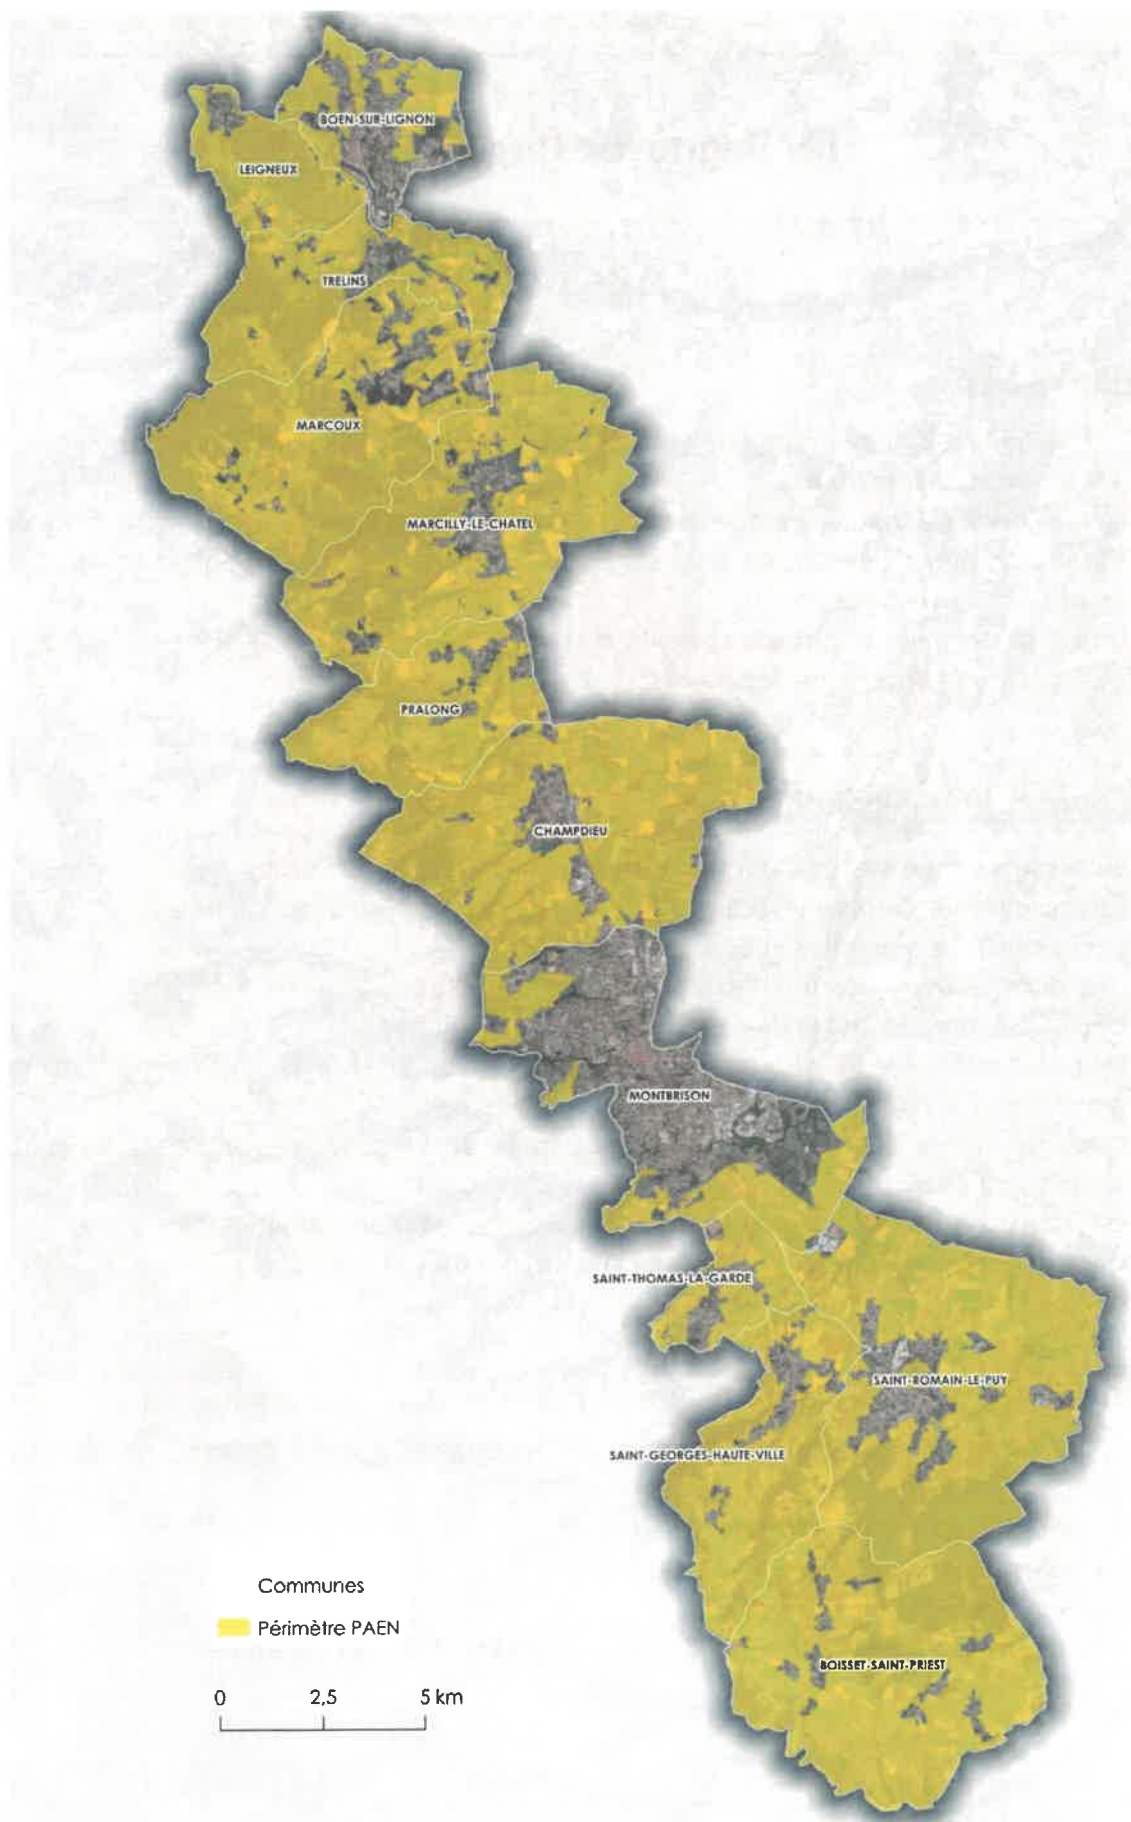 BOEN-SUR-LIGNON
LEIGNEUX
TRELINS
MARCOUX
MARCILLY-LE-CHATEL
PRALONG
CHAMPDIEU
MONTBRISON
SAINT-THOMAS-LA-GARDE
SAINT-ROMAIN-LE-PUY
SAINT-GEORGES-HAUTE-VILLE
BOISSET-SAINT-PRIEST
Communes
Périmètre PAEN
0 2,5 5 km